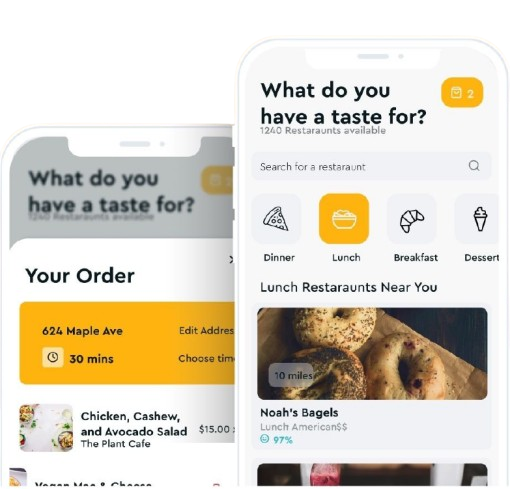 What do you
have a taste for?
1240 Restaraunts available
Your Order
624 Maple Ave
Edit Addres
30 mins
Choose tim
Chicken, Cashew,
and Avocado Salad
$15.00
The Plant Cafe
Vegan Mac & Cheese
What do you
have a taste for?
2
1240 Restaraunts available
Search for a restaraunt
Dinner
Lunch
Breakfast
Dessert
Lunch Restaraunts Near You
10 miles
Noah's Bagels
Lunch American$$
97%